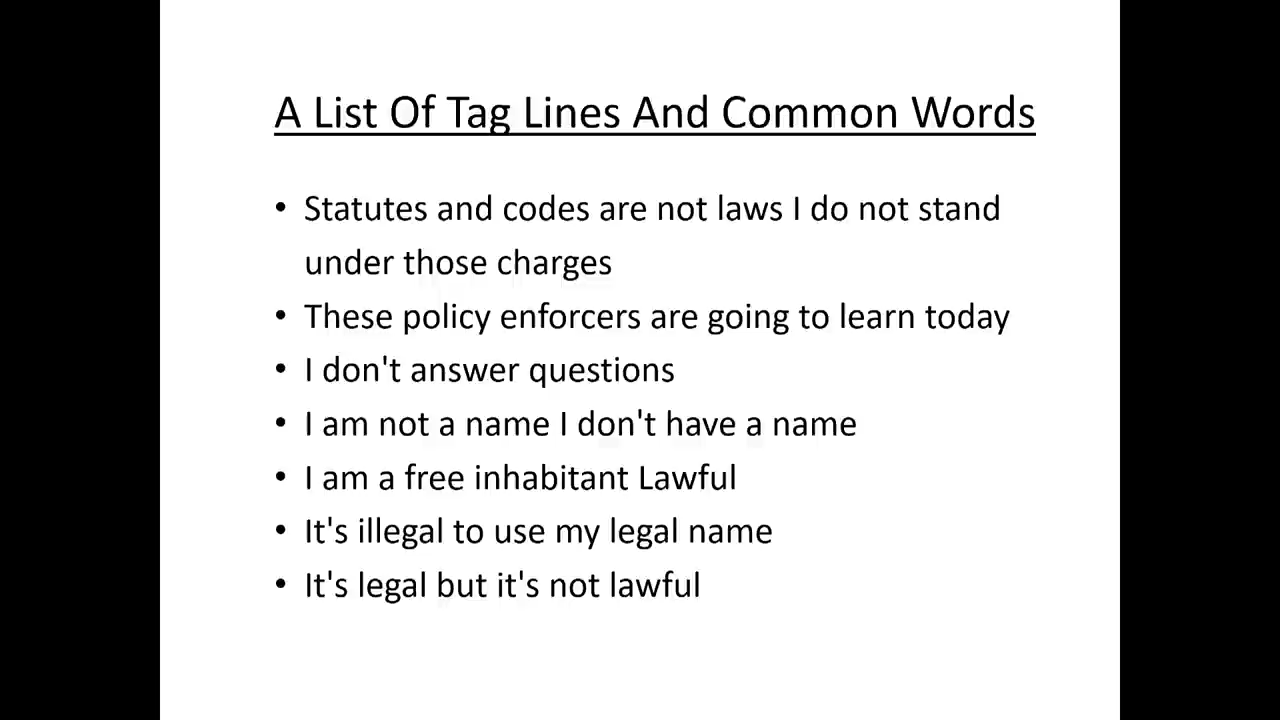 A List Of Tag Lines And Common Words
• Statutes and codes are not laws I do not stand
under those charges
• These policy enforcers are going to learn today
• I don't answer questions
• I am not a name I don't have a name
• I am a free inhabitant Lawful
• It's illegal to use my legal name
• It's legal but it's not lawful